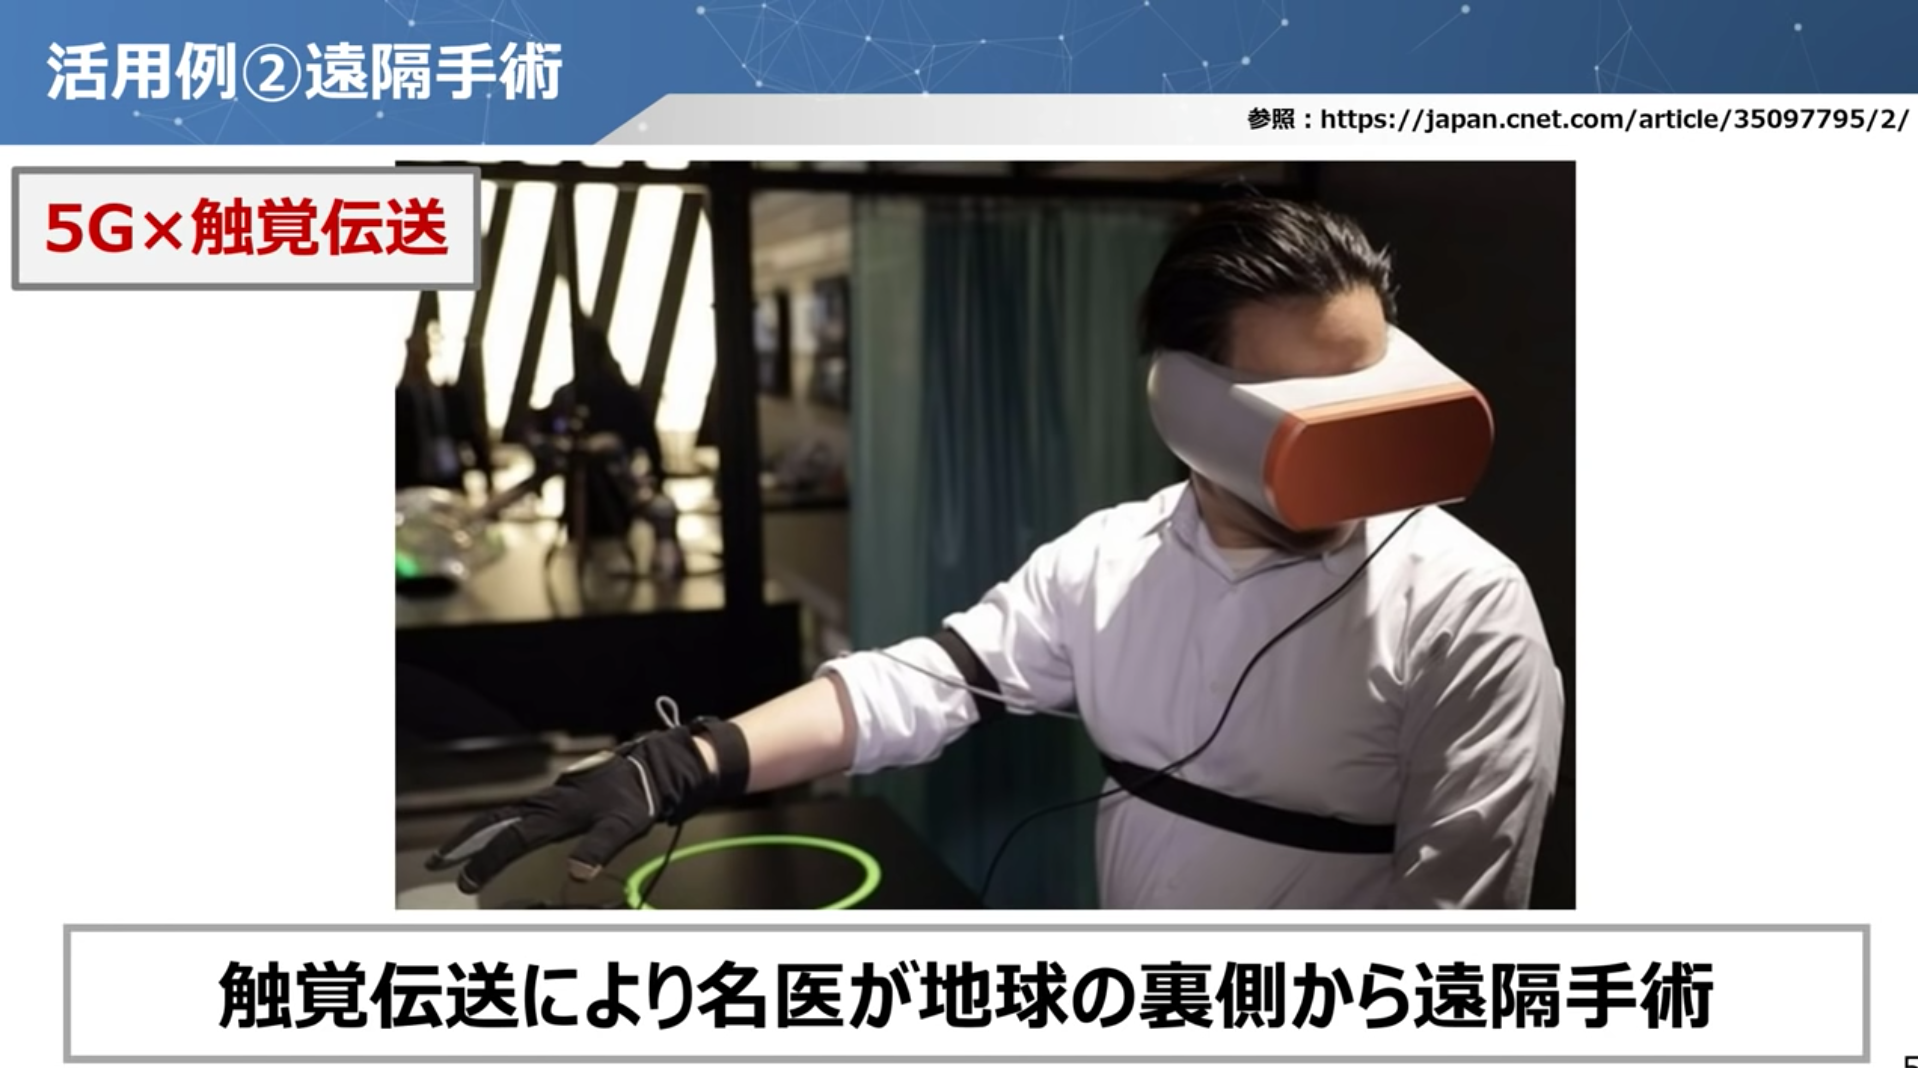 活用例②遠隔手術
参照：https://japan.cnet.com/article/35097795/2/
5G×触覚伝送
触覚伝送により名医が地球の裏側から遠隔手術